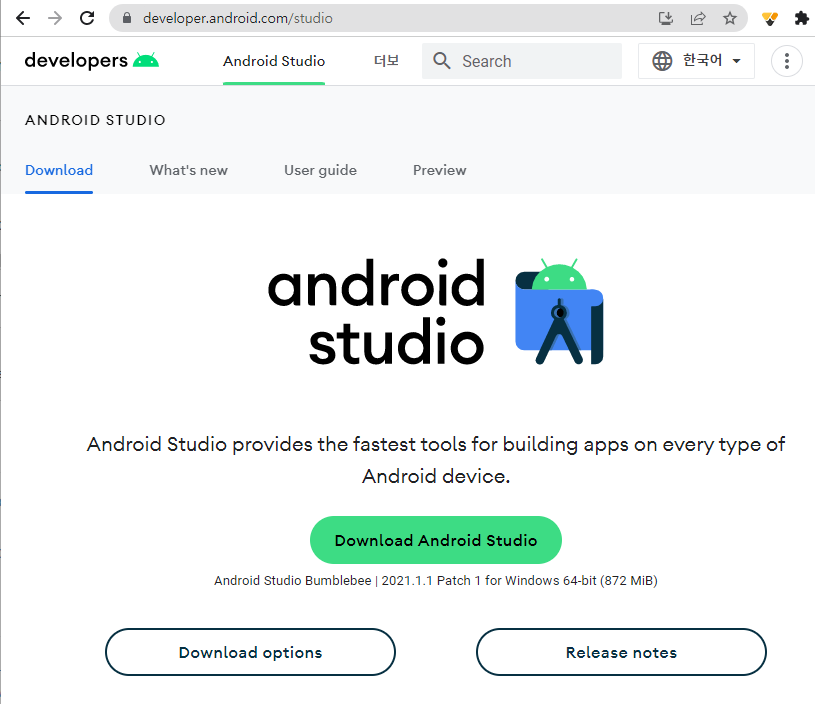 developer.android.com/studio
developers Android Studio 더보 Search 한국어
ANDROID STUDIO
Download What's new User guide Preview
android
studio
Android Studio provides the fastest tools for building apps on every type of
Android device.
Download Android Studio
Android Studio Bumblebee | 2021.1.1 Patch 1 for Windows 64-bit (872 MiB)
Download options Release notes